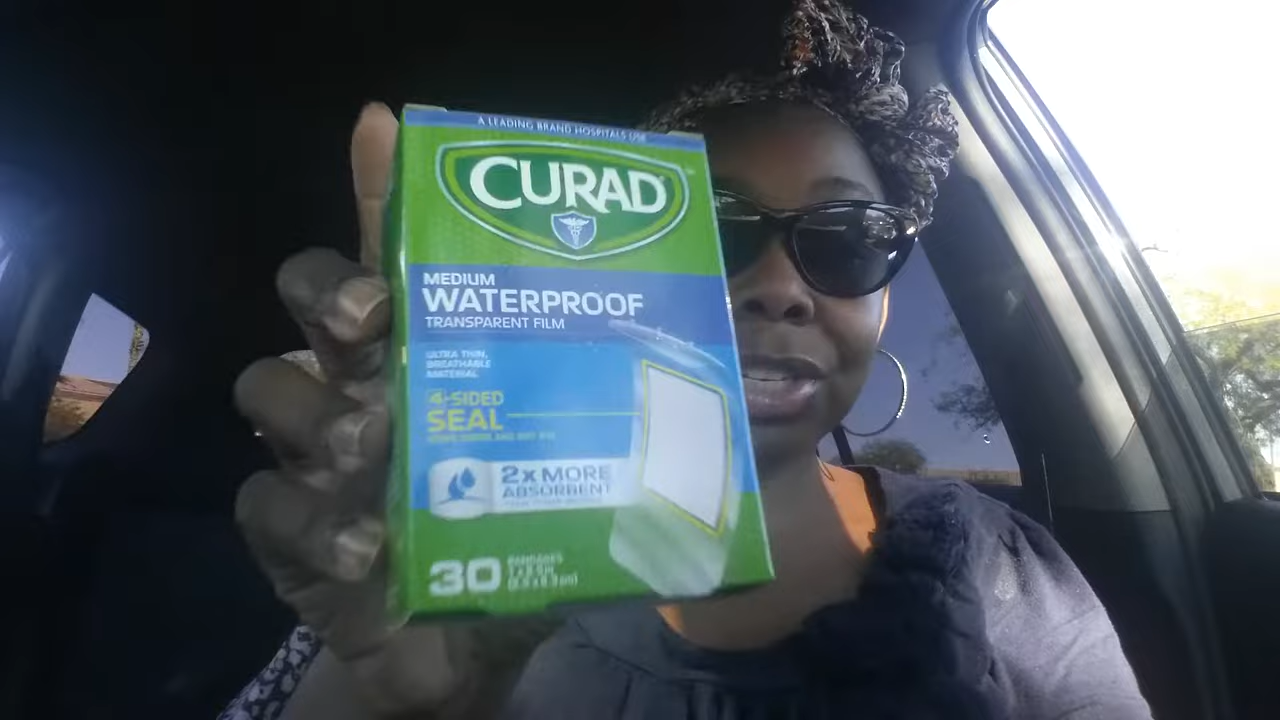 A LEADING BRAND HOSPITALS USE
CURAD
MEDIUM
WATERPROOF
TRANSPARENT FILM
ULTRA THIN,
BREATHABLE
MATERIAL
4-SIDED
SEAL
2x MORE
ABSORBENT
30 BANDAGES